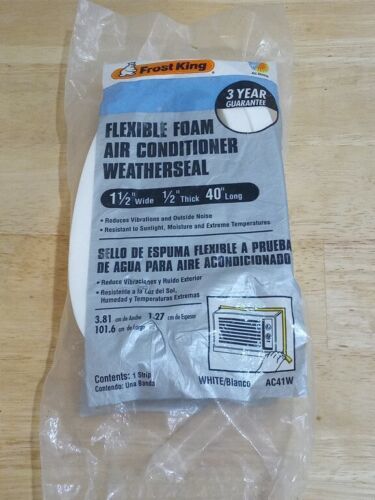 Frost King
3 YEAR
GUARANTEE
FLEXIBLE FOAM
AIR CONDITIONER
WEATHERSEAL
1 1/2" Wide 1/2" Thick 40" Long
• Reduces Vibrations and Outside Noise
• Resistant to Sunlight, Moisture and Extreme Temperatures
SELLO DE ESPUMA FLEXIBLE A PRUEBA
DE AGUA PARA AIRE ACONDICIONADO
• Reduce Vibraciones y Ruido Exterior
• Resistente a la Luz del Sol,
Humedad y Temperaturas Extremas
3.81 cm de Ancho 1.27 cm de Espesor
101.6 cm de Largo
Contents: 1 Strip
Contenido: Una Banda
WHITE/Blanco AC41W